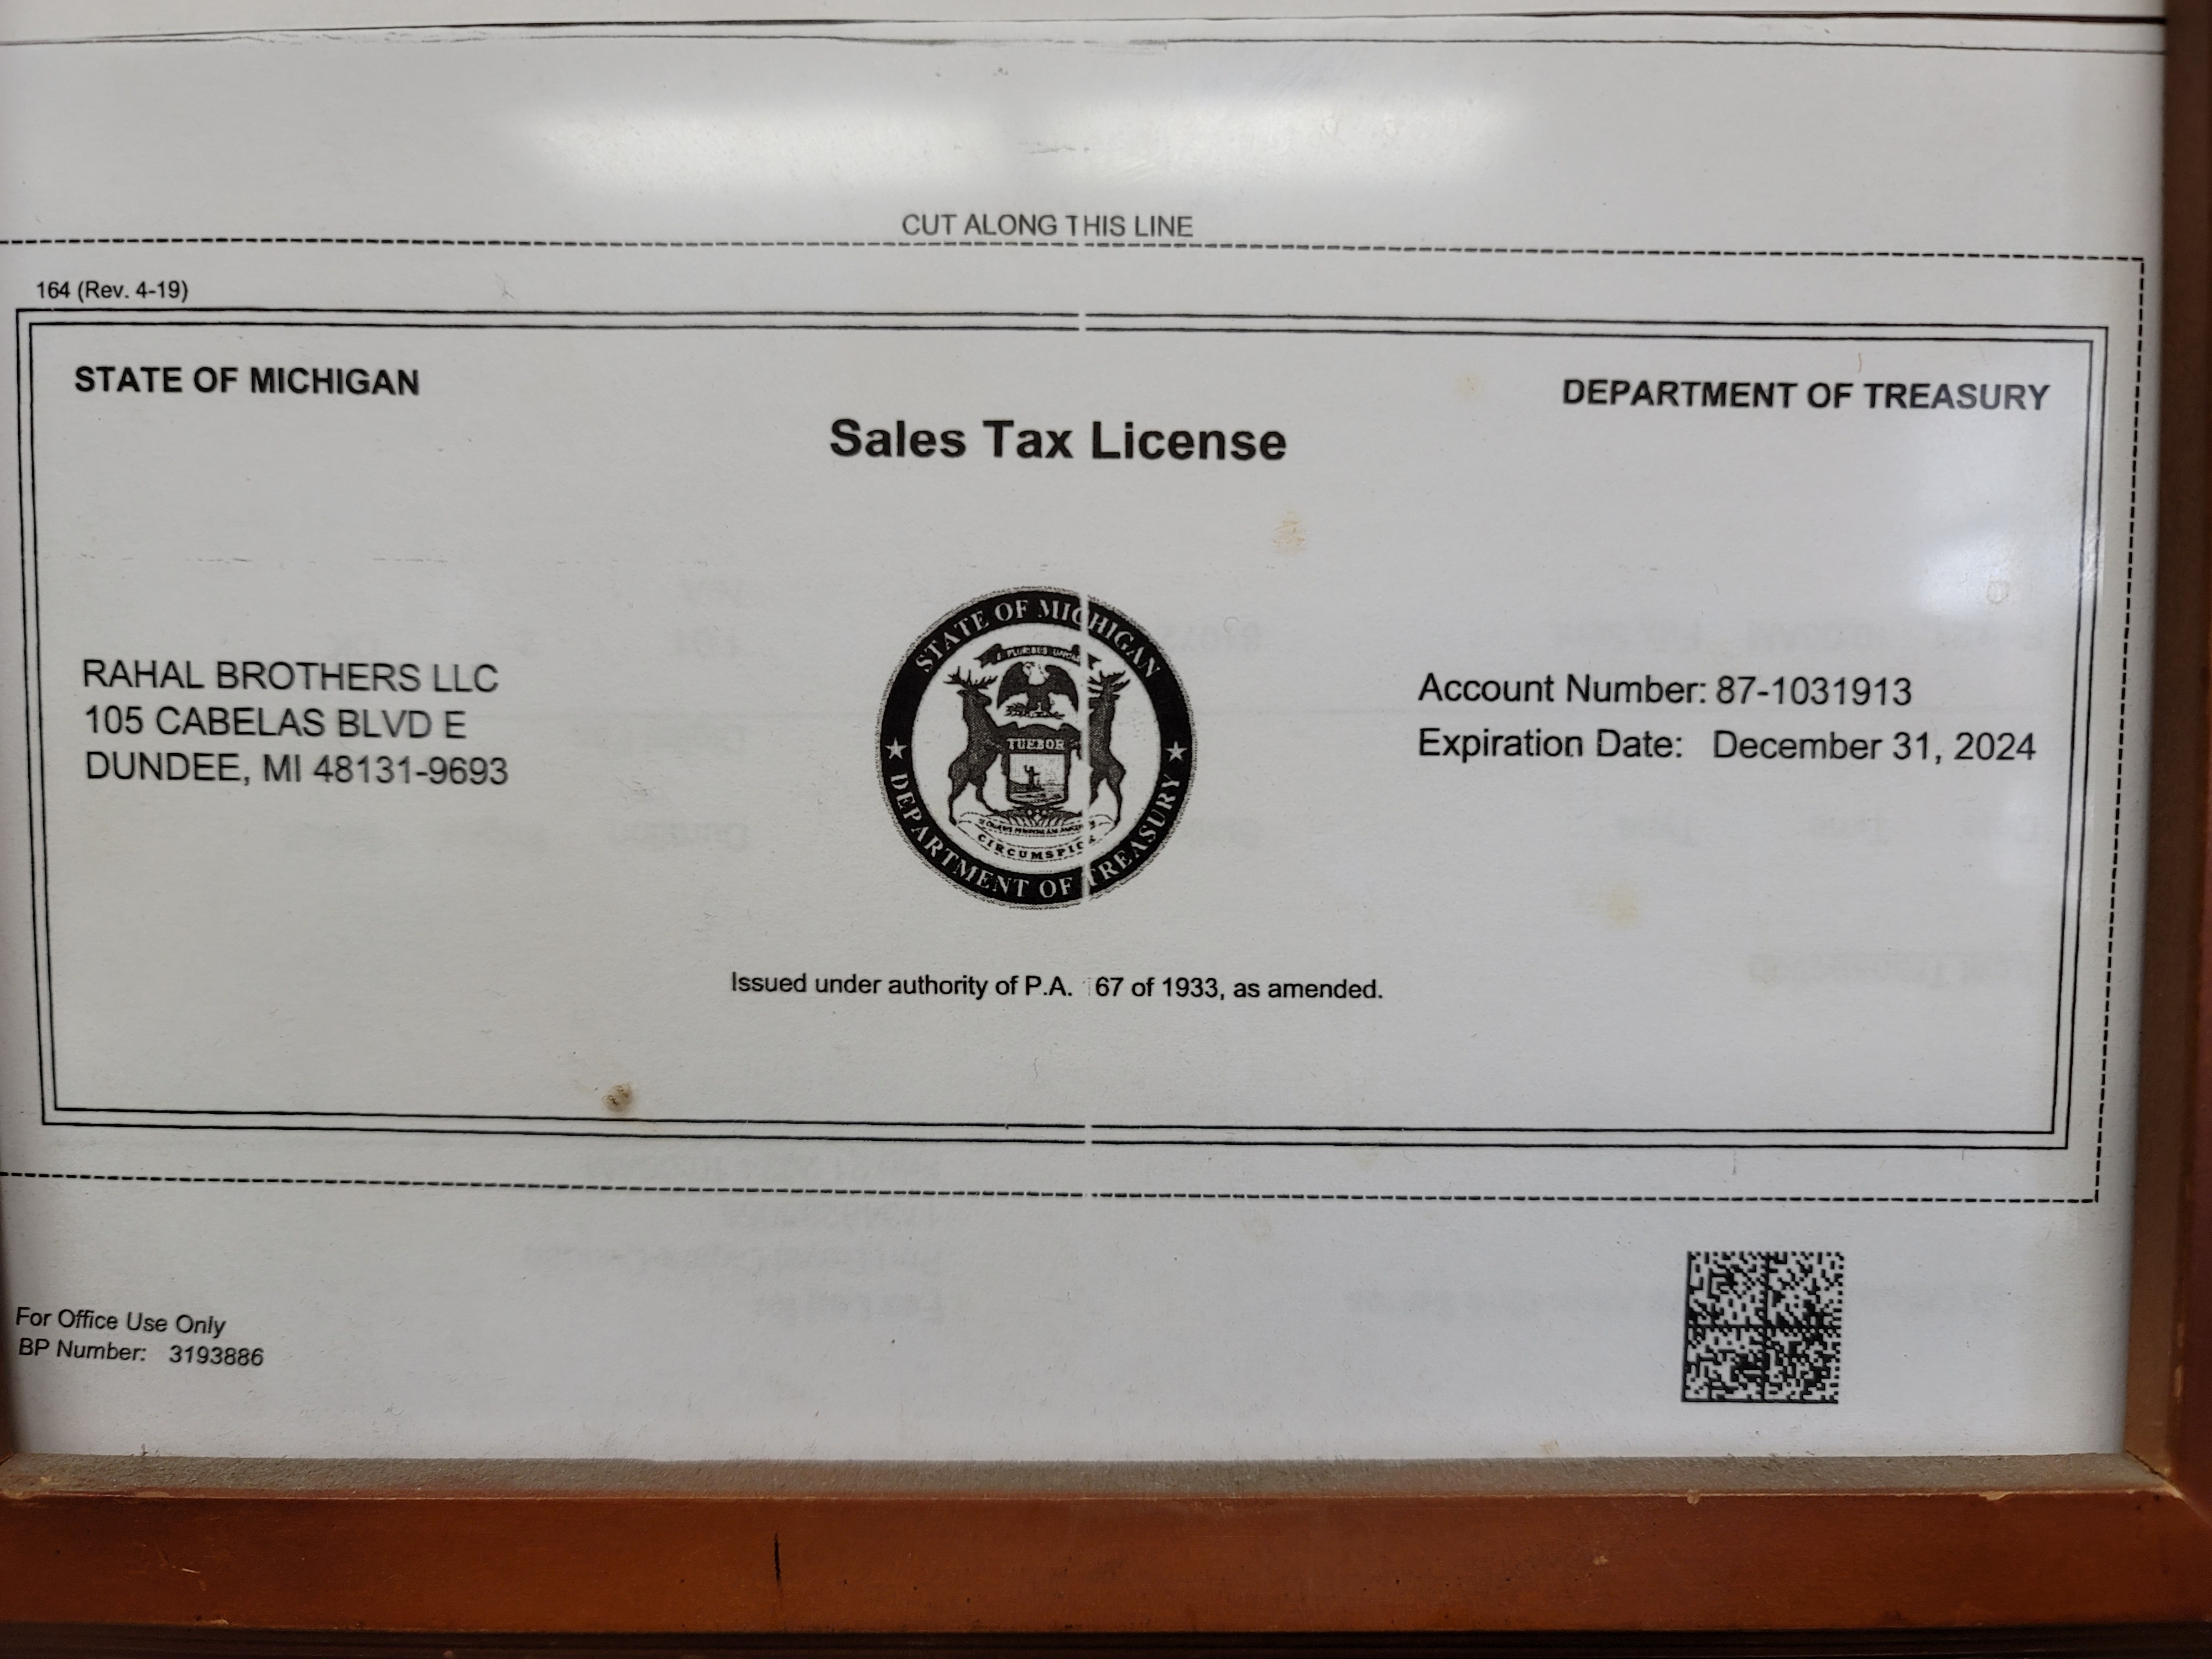 CUT ALONG THIS LINE
164 (Rev. 4-19)
STATE OF MICHIGAN
DEPARTMENT OF TREASURY
Sales Tax License
RAHAL BROTHERS LLC
105 CABELAS BLVD E
DUNDEE, MI 48131-9693
STATE OF MICHIGAN
E PLURIBUS UNUM
TUEBOR
CIRCUMSPICE
DEPARTMENT OF TREASURY
Account Number: 87-1031913
Expiration Date: December 31, 2024
Issued under authority of P.A. 167 of 1933, as amended.
For Office Use Only
BP Number: 3193886